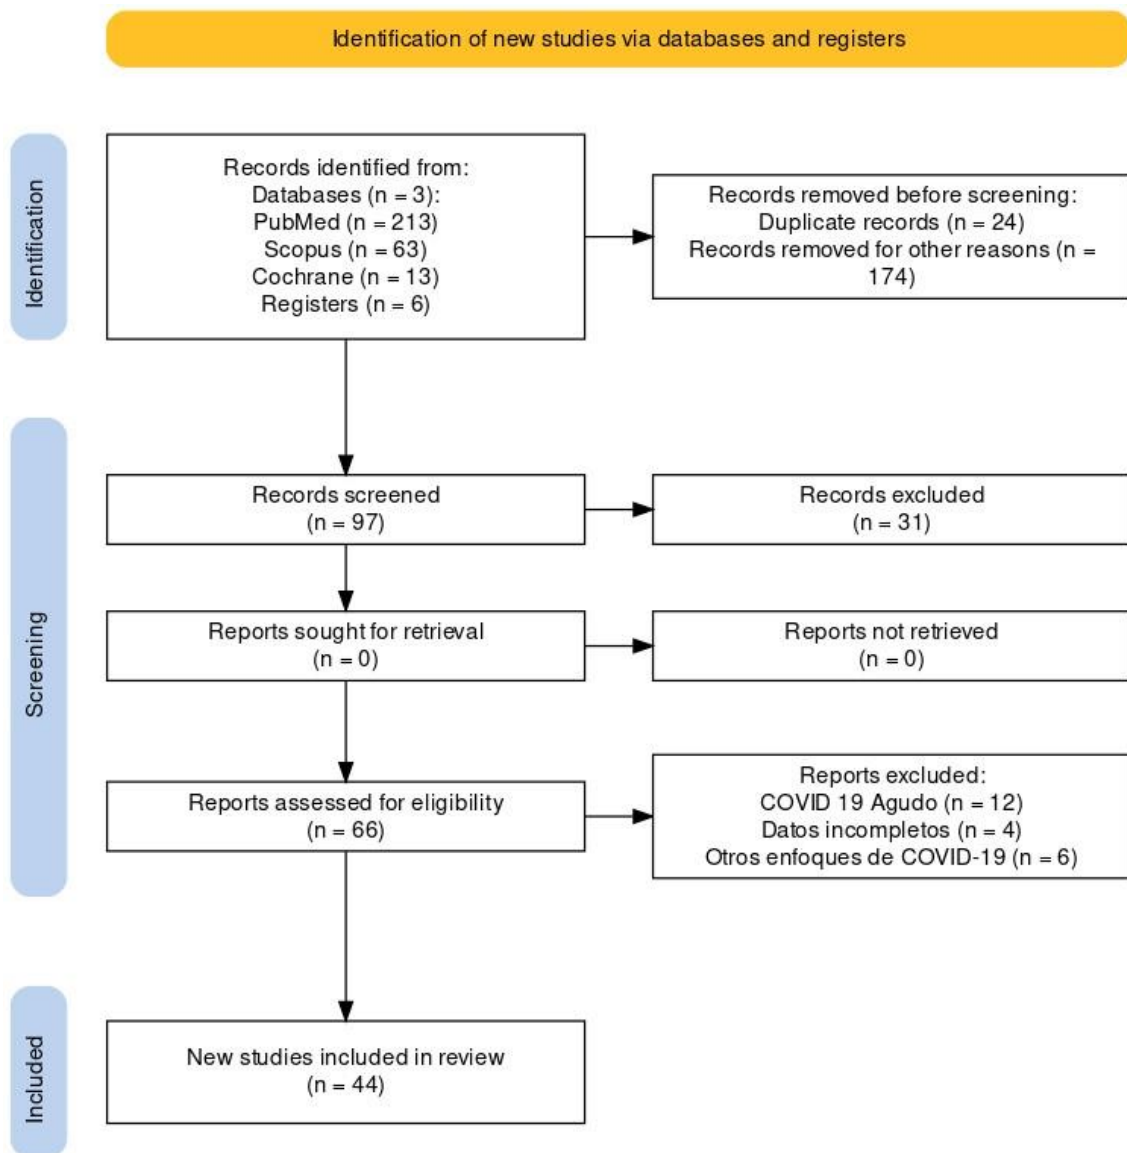 Identification of new studies via databases and registers
Identification
Records identified from:
Databases (n = 3):
PubMed (n = 213)
Scopus (n = 63)
Cochrane (n = 13)
Registers (n = 6)
Records removed before screening:
Duplicate records (n = 24)
Records removed for other reasons (n =
174)
Screening
Records screened
(n = 97)
Records excluded
(n = 31)
Reports sought for retrieval
(n = 0)
Reports not retrieved
(n = 0)
Reports assessed for eligibility
(n = 66)
Reports excluded:
COVID 19 Agudo (n = 12)
Datos incompletos (n = 4)
Otros enfoques de COVID-19 (n = 6)
Included
New studies included in review
(n = 44)